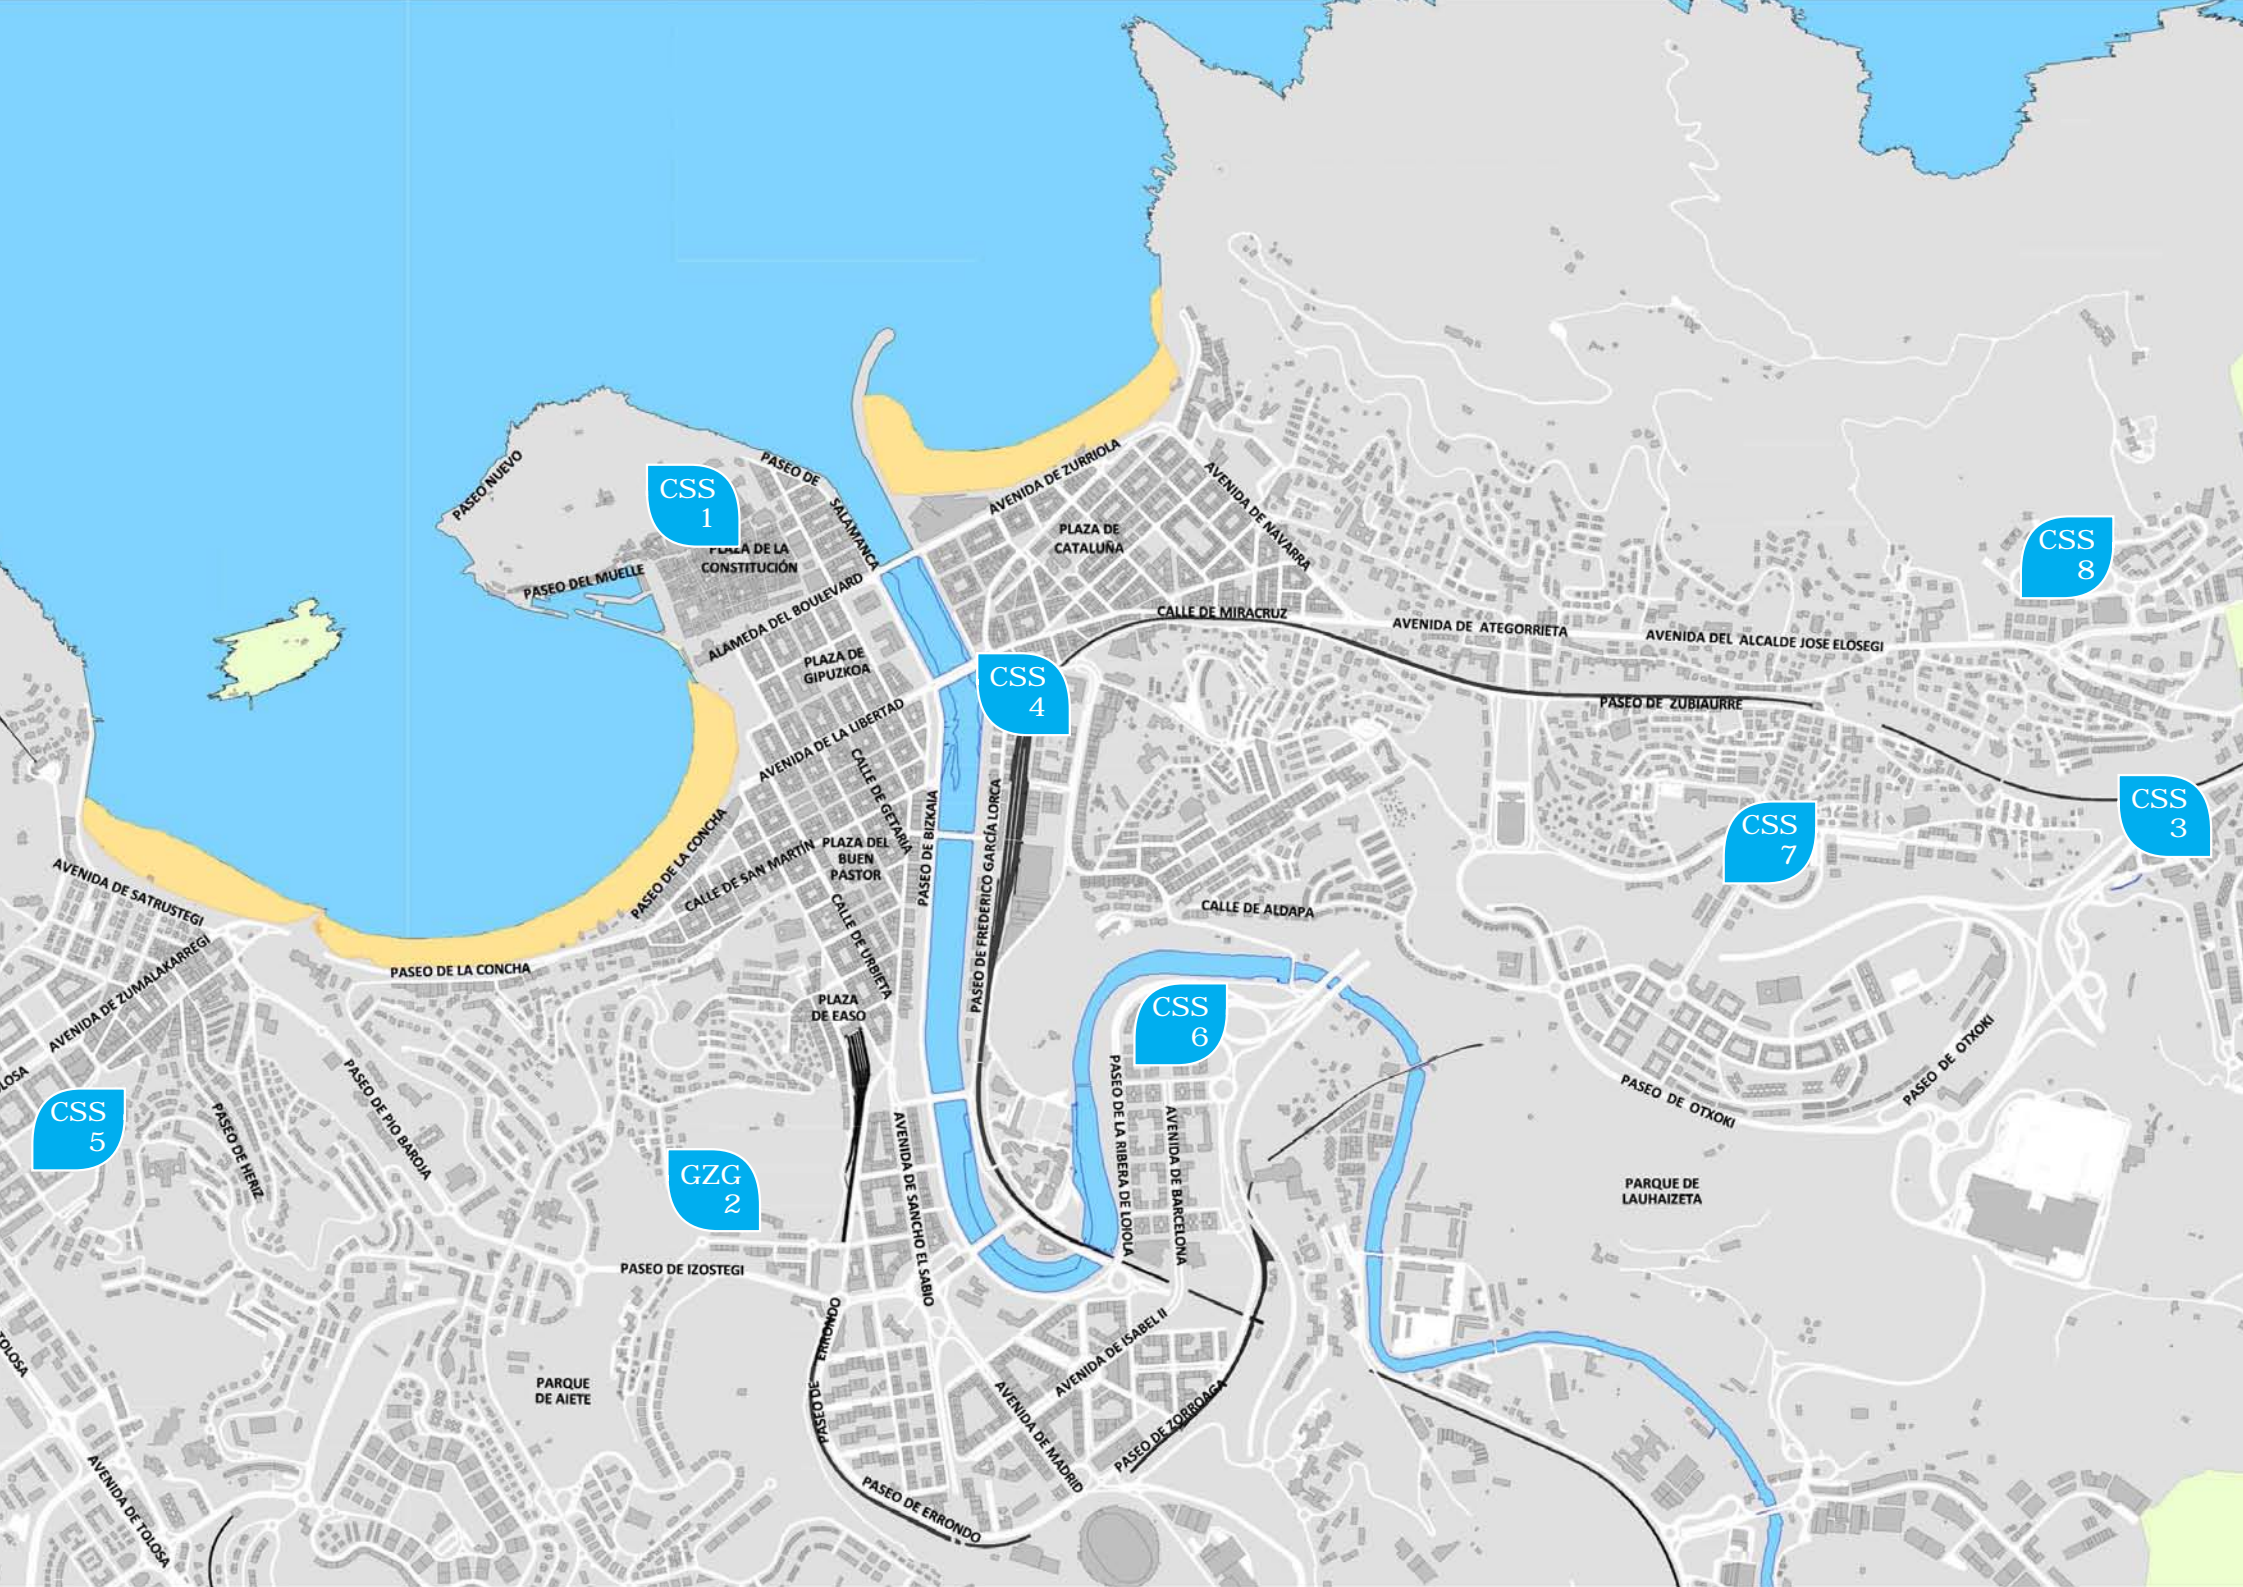 PASEO NUEVO
CSS
1
PASEO DE
SALAMANCA
PLAZA DE LA
CONSTITUCIÓN
PASEO DEL MUELLE
ALAMEDA DEL BOULEVARD
AVENIDA DE ZURRIOLA
PLAZA DE
CATALUÑA
AVENIDA DE NAVARRA
CSS
8
CALLE DE MIRACRUZ
AVENIDA DE ATEGORRIETA
AVENIDA DEL ALCALDE JOSE ELOSEGI
PLAZA DE
GIPUZKOA
CSS
4
PASEO DE ZUBIAURRE
AVENIDA DE LA LIBERTAD
CALLE DE GETARIA
PASEO DE BIZKAIA
PASEO DE FREDERICO GARCÍA LORCA
CSS
3
CSS
7
PASEO DE LA CONCHA
CALLE DE SAN MARTÍN
PLAZA DEL
BUEN
PASTOR
CALLE DE URBIETA
AVENIDA DE SATRUSTEGI
AVENIDA DE ZUMALAKARREGI
PASEO DE LA CONCHA
CALLE DE ALDAPA
PLAZA
DE EASO
CSS
6
PASEO DE OTXOKI
PASEO DE OTXOKI
LOSA
CSS
5
PASEO DE HERIZ
PASEO DE PIO BAROJA
GZG
2
AVENIDA DE SANCHO EL SABIO
PASEO DE LA RIBERA DE LOIOLA
AVENIDA DE BARCELONA
PARQUE DE
LAUHAIZETA
PASEO DE IZOSTEGI
PASEO DE ERRONDO
AVENIDA DE ISABEL II
TOLOSA
PARQUE
DE AIETE
AVENIDA DE MADRID
PASEO DE ZORROAGA
AVENIDA DE TOLOSA
PASEO DE ERRONDO